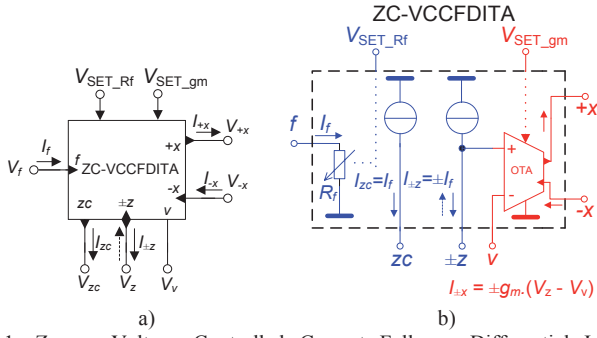 ZC-VCCFDITA
a)
V_SET_Rf V_SET_gm
I_f
V_f
f
ZC-VCCFDITA
+x
-x
I_+x
V_+x
I_-x
V_-x
zc ±z v
I_zc I_±z
V_zc V_z V_v
a)
b)
V_SET_Rf V_SET_gm
f
I_f
R_f
I_zc=I_f I_±z=±I_f
+
-
OTA
+x
-x
zc ±z v
I_±x = ±g_m.(V_z - V_v)
b)